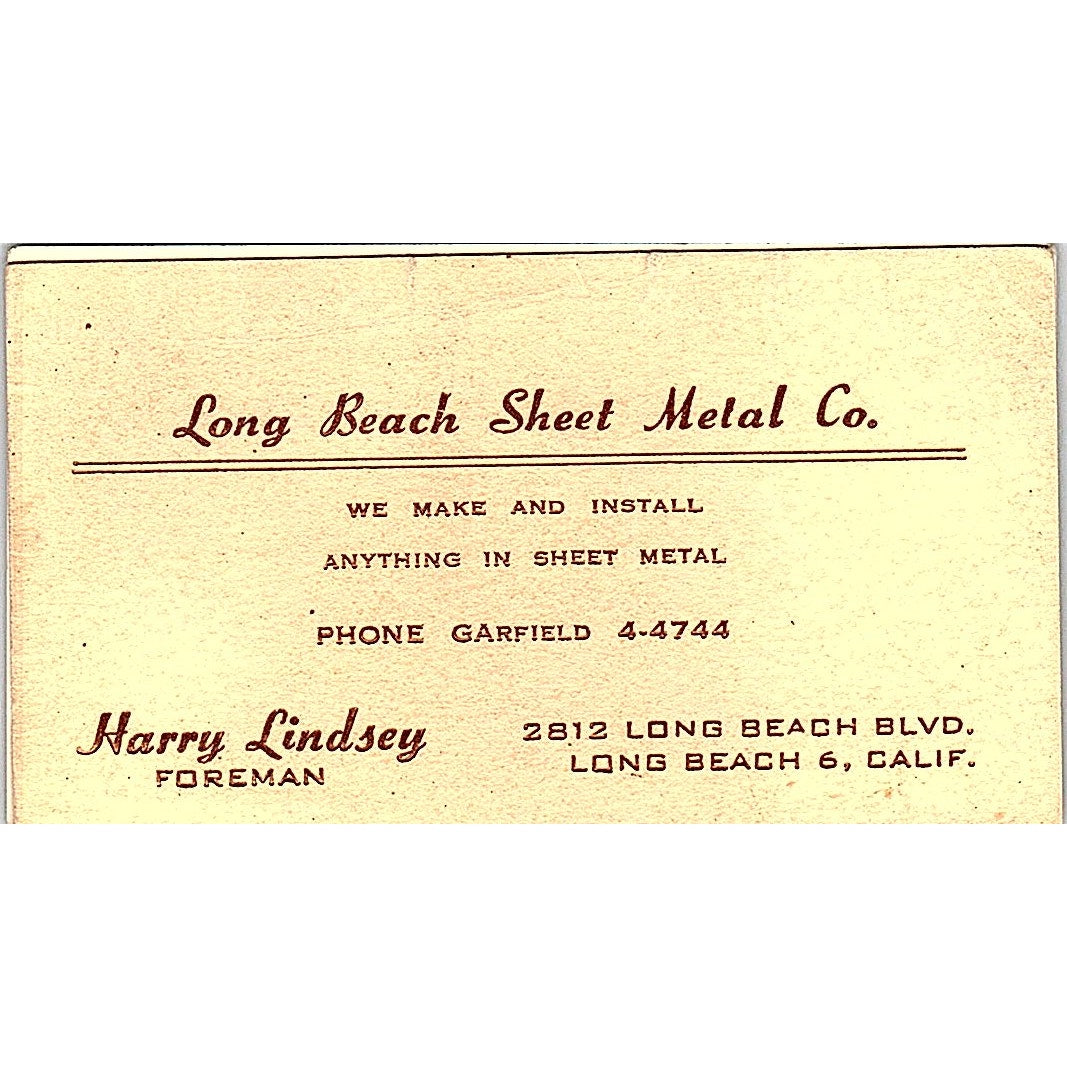 Long Beach Sheet Metal Co.
WE MAKE AND INSTALL
ANYTHING IN SHEET METAL
PHONE GARFIELD 4-4744
Harry Lindsey
FOREMAN
2812 LONG BEACH BLVD.
LONG BEACH 6, CALIF.